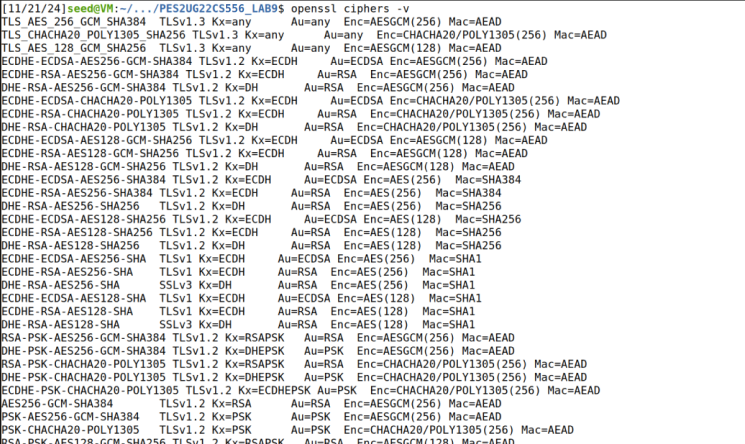 [11/21/24]seed@VM:~/.../PES2UG22CS556_LAB9$ openssl ciphers -v
TLS_AES_256_GCM_SHA384  TLSv1.3 Kx=any      Au=any  Enc=AESGCM(256) Mac=AEAD
TLS_CHACHA20_POLY1305_SHA256 TLSv1.3 Kx=any      Au=any  Enc=CHACHA20/POLY1305(256) Mac=AEAD
TLS_AES_128_GCM_SHA256  TLSv1.3 Kx=any      Au=any  Enc=AESGCM(128) Mac=AEAD
ECDHE-ECDSA-AES256-GCM-SHA384 TLSv1.2 Kx=ECDH     Au=ECDSA Enc=AESGCM(256) Mac=AEAD
ECDHE-RSA-AES256-GCM-SHA384 TLSv1.2 Kx=ECDH     Au=RSA  Enc=AESGCM(256) Mac=AEAD
DHE-RSA-AES256-GCM-SHA384 TLSv1.2 Kx=DH       Au=RSA  Enc=AESGCM(256) Mac=AEAD
ECDHE-ECDSA-CHACHA20-POLY1305 TLSv1.2 Kx=ECDH     Au=ECDSA Enc=CHACHA20/POLY1305(256) Mac=AEAD
ECDHE-RSA-CHACHA20-POLY1305 TLSv1.2 Kx=ECDH     Au=RSA  Enc=CHACHA20/POLY1305(256) Mac=AEAD
DHE-RSA-CHACHA20-POLY1305 TLSv1.2 Kx=DH       Au=RSA  Enc=CHACHA20/POLY1305(256) Mac=AEAD
ECDHE-ECDSA-AES128-GCM-SHA256 TLSv1.2 Kx=ECDH     Au=ECDSA Enc=AESGCM(128) Mac=AEAD
ECDHE-RSA-AES128-GCM-SHA256 TLSv1.2 Kx=ECDH     Au=RSA  Enc=AESGCM(128) Mac=AEAD
DHE-RSA-AES128-GCM-SHA256 TLSv1.2 Kx=DH       Au=RSA  Enc=AESGCM(128) Mac=AEAD
ECDHE-ECDSA-AES256-SHA384 TLSv1.2 Kx=ECDH     Au=ECDSA Enc=AES(256)  Mac=SHA384
ECDHE-RSA-AES256-SHA384 TLSv1.2 Kx=ECDH     Au=RSA  Enc=AES(256)  Mac=SHA384
DHE-RSA-AES256-SHA256   TLSv1.2 Kx=DH       Au=RSA  Enc=AES(256)  Mac=SHA256
ECDHE-ECDSA-AES128-SHA256 TLSv1.2 Kx=ECDH     Au=ECDSA Enc=AES(128)  Mac=SHA256
ECDHE-RSA-AES128-SHA256 TLSv1.2 Kx=ECDH     Au=RSA  Enc=AES(128)  Mac=SHA256
DHE-RSA-AES128-SHA256   TLSv1.2 Kx=DH       Au=RSA  Enc=AES(128)  Mac=SHA256
ECDHE-ECDSA-AES256-SHA  TLSv1 Kx=ECDH     Au=ECDSA Enc=AES(256)  Mac=SHA1
ECDHE-RSA-AES256-SHA    TLSv1 Kx=ECDH     Au=RSA  Enc=AES(256)  Mac=SHA1
DHE-RSA-AES256-SHA      SSLv3 Kx=DH       Au=RSA  Enc=AES(256)  Mac=SHA1
ECDHE-ECDSA-AES128-SHA  TLSv1 Kx=ECDH     Au=ECDSA Enc=AES(128)  Mac=SHA1
ECDHE-RSA-AES128-SHA    TLSv1 Kx=ECDH     Au=RSA  Enc=AES(128)  Mac=SHA1
DHE-RSA-AES128-SHA      SSLv3 Kx=DH       Au=RSA  Enc=AES(128)  Mac=SHA1
RSA-PSK-AES256-GCM-SHA384 TLSv1.2 Kx=RSAPSK   Au=RSA  Enc=AESGCM(256) Mac=AEAD
DHE-PSK-AES256-GCM-SHA384 TLSv1.2 Kx=DHEPSK   Au=PSK  Enc=AESGCM(256) Mac=AEAD
RSA-PSK-CHACHA20-POLY1305 TLSv1.2 Kx=RSAPSK   Au=RSA  Enc=CHACHA20/POLY1305(256) Mac=AEAD
DHE-PSK-CHACHA20-POLY1305 TLSv1.2 Kx=DHEPSK   Au=PSK  Enc=CHACHA20/POLY1305(256) Mac=AEAD
ECDHE-PSK-CHACHA20-POLY1305 TLSv1.2 Kx=ECDHEPSK Au=PSK  Enc=CHACHA20/POLY1305(256) Mac=AEAD
AES256-GCM-SHA384       TLSv1.2 Kx=RSA      Au=RSA  Enc=AESGCM(256) Mac=AEAD
PSK-AES256-GCM-SHA384   TLSv1.2 Kx=PSK      Au=PSK  Enc=AESGCM(256) Mac=AEAD
PSK-CHACHA20-POLY1305   TLSv1.2 Kx=PSK      Au=PSK  Enc=CHACHA20/POLY1305(256) Mac=AEAD
RSA-PSK-AES128-GCM-SHA256 TLSv1.2 Kx=RSAPSK   Au=RSA  Enc=AESGCM(128) Mac=AEAD